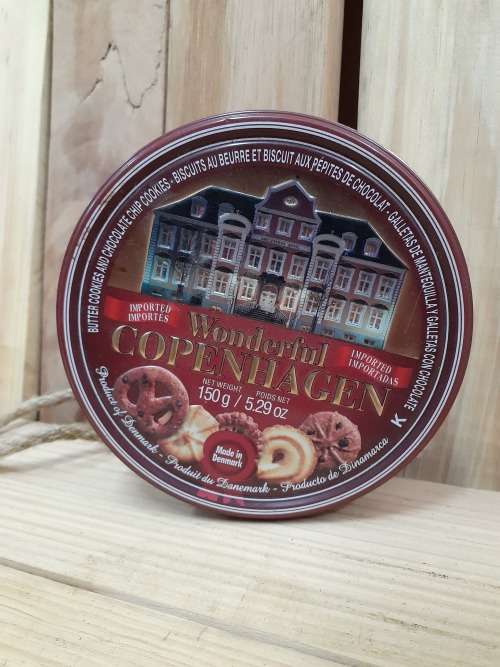 BUTTER COOKIES AND CHOCOLATE CHIP COOKIES - BISCUITS AU BEURRE ET BISCUIT AUX PEPITES DE CHOCOLAT - GALLETAS DE MANTEQUILLA Y GALLETAS CON CHOCOLATE
IMPORTED
IMPORTÉS
Wonderful
COPENHAGEN
IMPORTED
IMPORTADAS
NET WEIGHT POIDS NET
150 g / 5.29 oz
Made in
Denmark
K
Product of Denmark - Produit du Danemark - Producto de Dinamarca